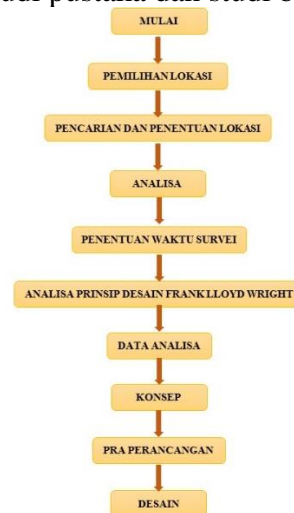 MULAI
PEMILIHAN LOKASI
PENCARIAN DAN PENENTUAN LOKASI
ANALISA
PENENTUAN WAKTU SURVEI
ANALISA PRINSIP DESAIN FRANK LLOYD WRIGHT
DATA ANALISA
KONSEP
PRA PERANCANGAN
DESAIN